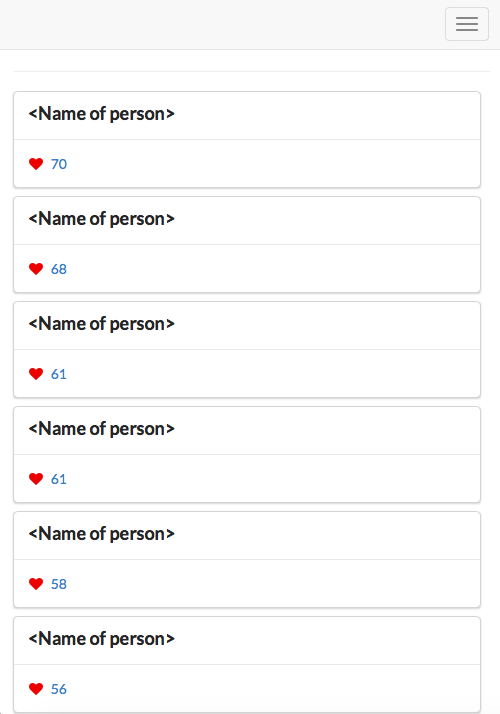 <Name of person>
70
<Name of person>
68
<Name of person>
61
<Name of person>
61
<Name of person>
58
<Name of person>
56